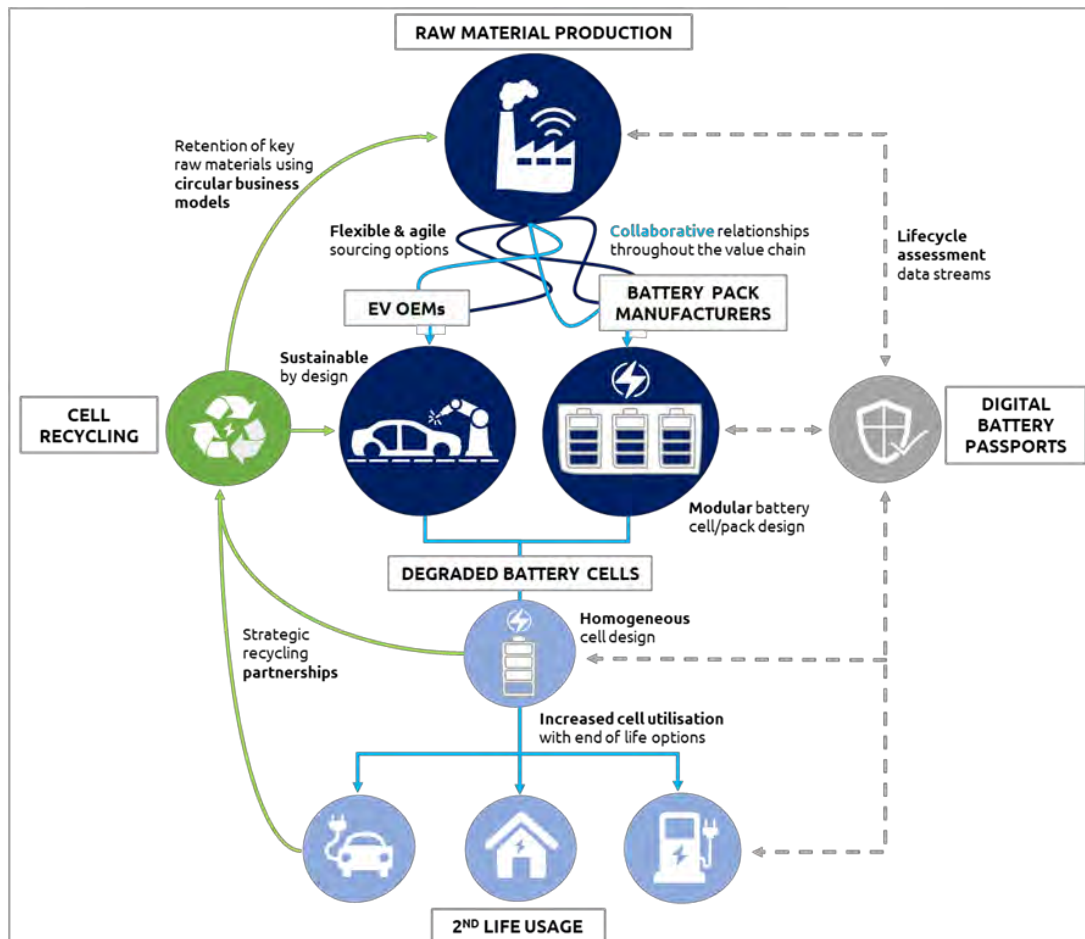 RAW MATERIAL PRODUCTION
Retention of key
raw materials using
circular business
models
Flexible & agile
sourcing options
Collaborative relationships
throughout the value chain
Lifecycle
assessment
data streams
EV OEMs
BATTERY PACK
MANUFACTURERS
Sustainable
by design
CELL
RECYCLING
DIGITAL
BATTERY
PASSPORTS
Modular battery
cell/pack design
DEGRADED BATTERY CELLS
Homogeneous
cell design
Strategic
recycling
partnerships
Increased cell utilisation
with end of life options
2ND LIFE USAGE